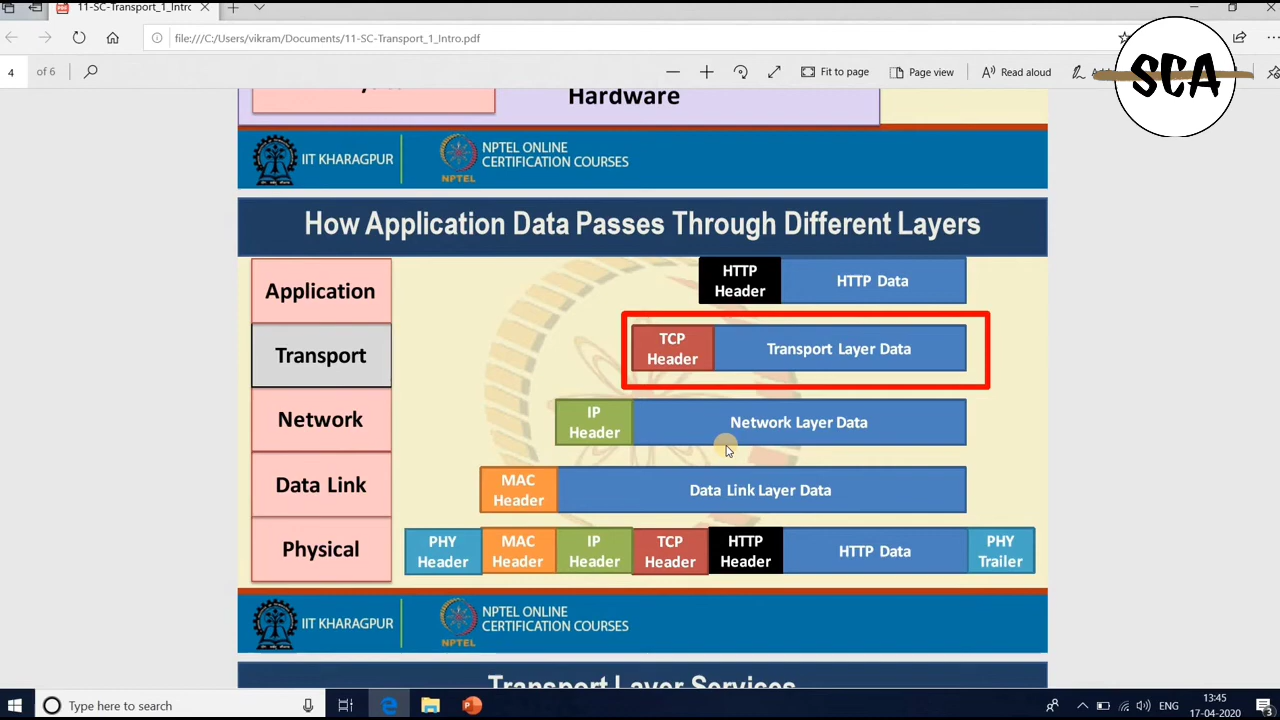 11-SC-Transport_1_Intro
file:///C:/Users/vikram/Documents/11-SC-Transport_1_Intro.pdf
4 of 6
Fit to page
Page view
Read aloud
SCA
Hardware
IIT KHARAGPUR
NPTEL ONLINE
CERTIFICATION COURSES
NPTEL
How Application Data Passes Through Different Layers
Application
HTTP
Header
HTTP Data
Transport
TCP
Header
Transport Layer Data
Network
IP
Header
Network Layer Data
Data Link
MAC
Header
Data Link Layer Data
Physical
PHY
Header
MAC
Header
IP
Header
TCP
Header
HTTP
Header
HTTP Data
PHY
Trailer
IIT KHARAGPUR
NPTEL ONLINE
CERTIFICATION COURSES
NPTEL
Transport Layer Services
Type here to search
ENG
13:45
17-04-2020